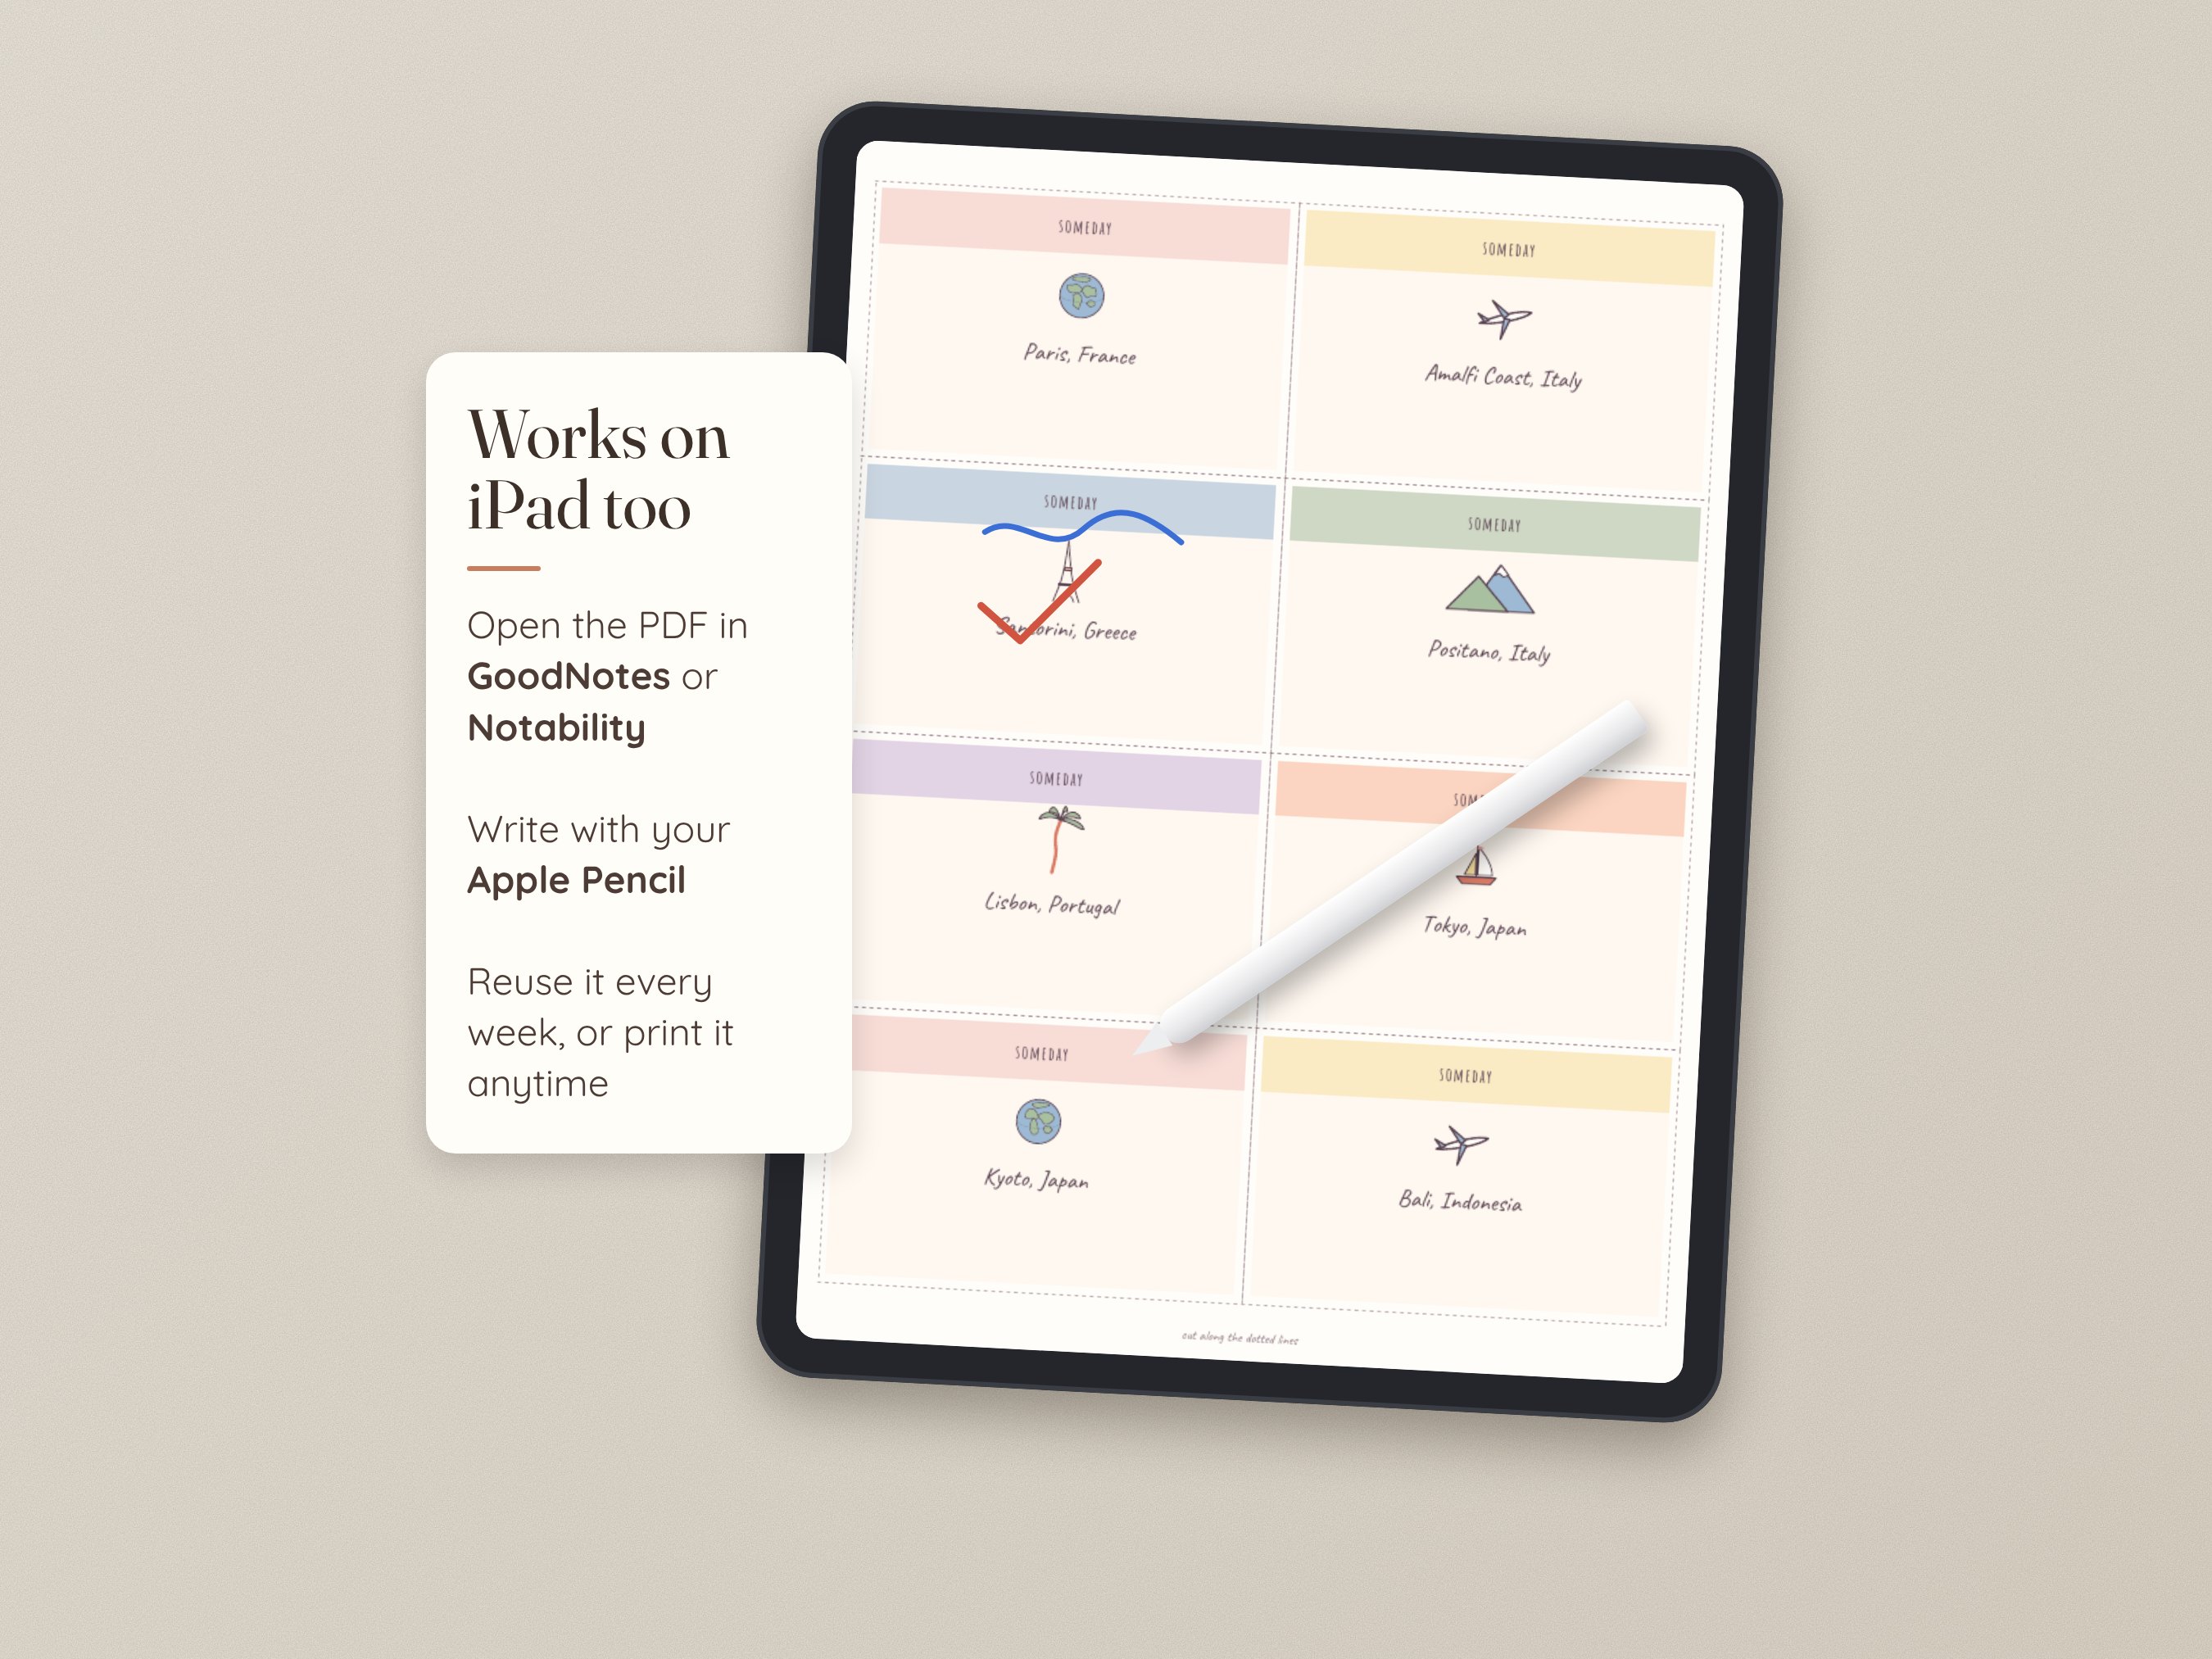 Works on
iPad too
Open the PDF in
GoodNotes or
Notability
Write with your
Apple Pencil
Reuse it every
week, or print it
anytime
SOMEDAY
Paris, France
SOMEDAY
Amalfi Coast, Italy
SOMEDAY
Santorini, Greece
SOMEDAY
Positano, Italy
SOMEDAY
Lisbon, Portugal
SOM
Tokyo, Japan
SOMEDAY
Kyoto, Japan
SOMEDAY
Bali, Indonesia
cut along the dotted lines